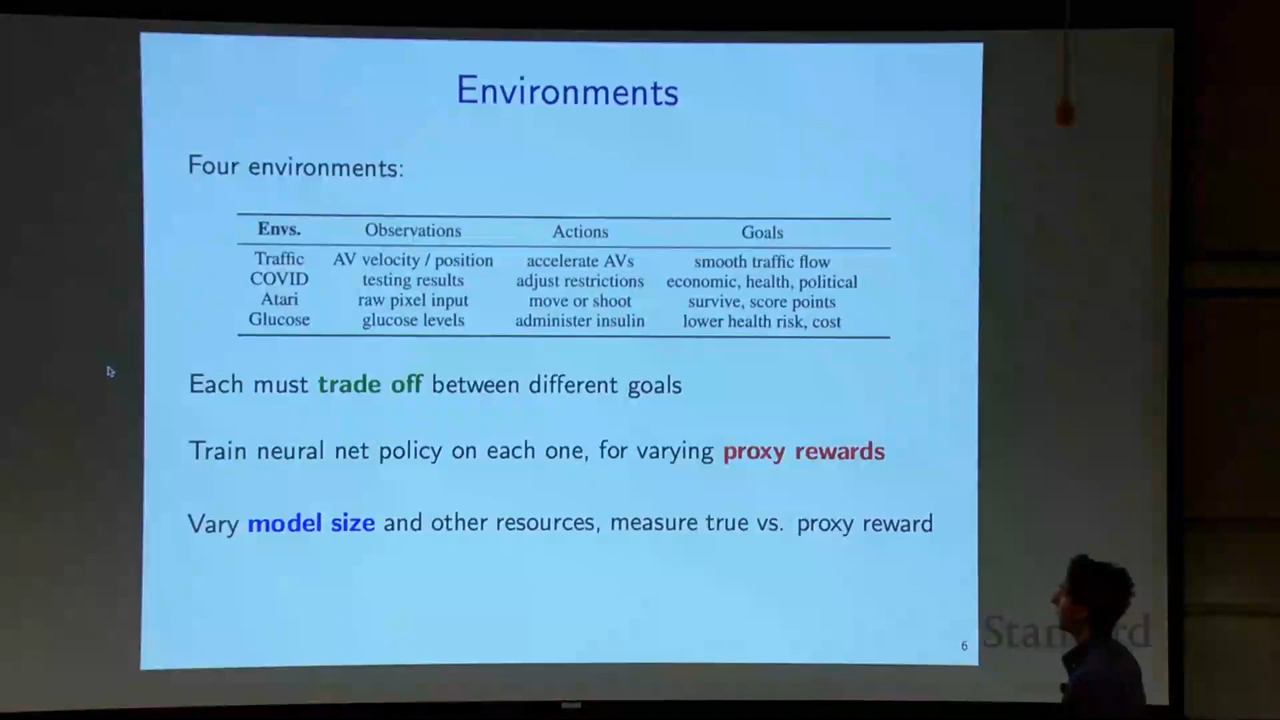 Environments
Four environments:
Envs. Observations Actions Goals
Traffic AV velocity / position accelerate AVs smooth traffic flow
COVID testing results adjust restrictions economic, health, political
Atari raw pixel input move or shoot survive, score points
Glucose glucose levels administer insulin lower health risk, cost
Each must trade off between different goals
Train neural net policy on each one, for varying proxy rewards
Vary model size and other resources, measure true vs. proxy reward
6